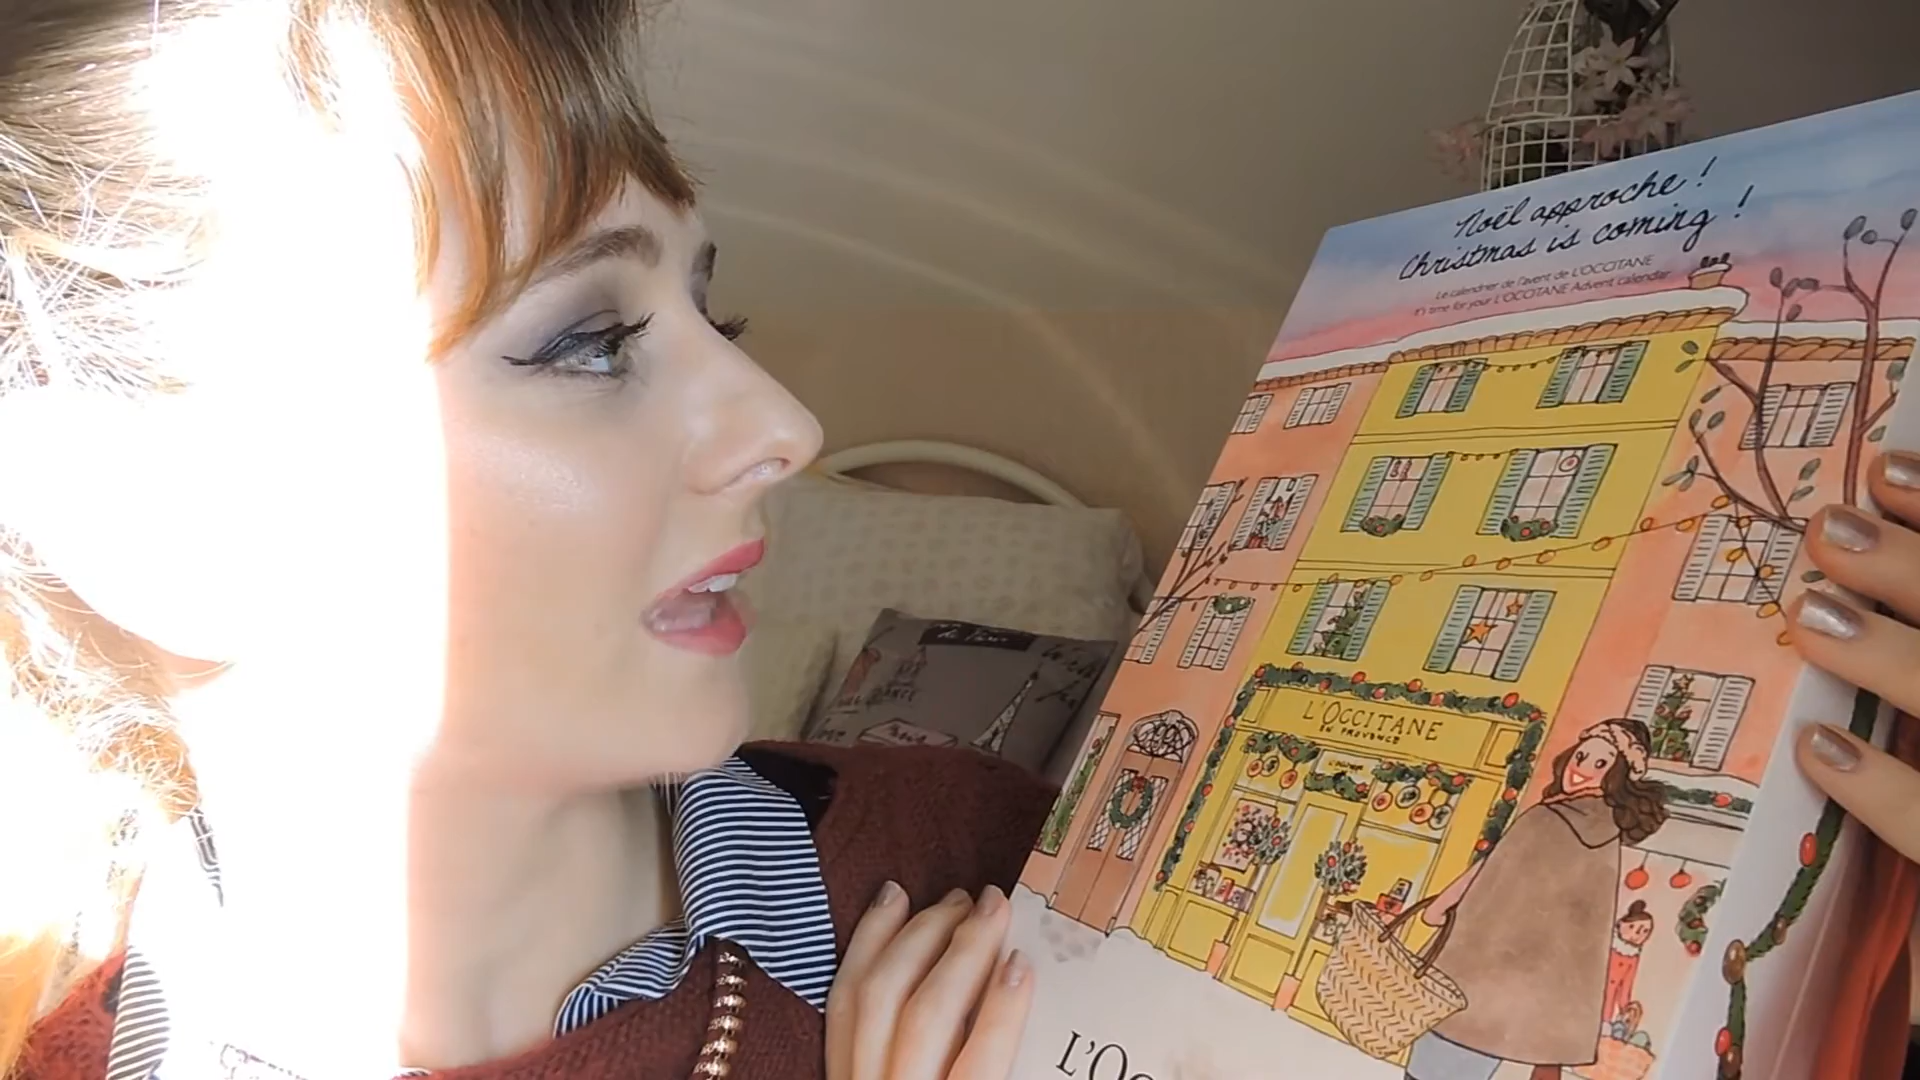 Noël approche !
Christmas is coming !
Le calendrier de l'avent de L'OCCITANE
It's time for your L'OCCITANE Advent calendar
L'OCCITANE
EN PROVENCE
L'OC